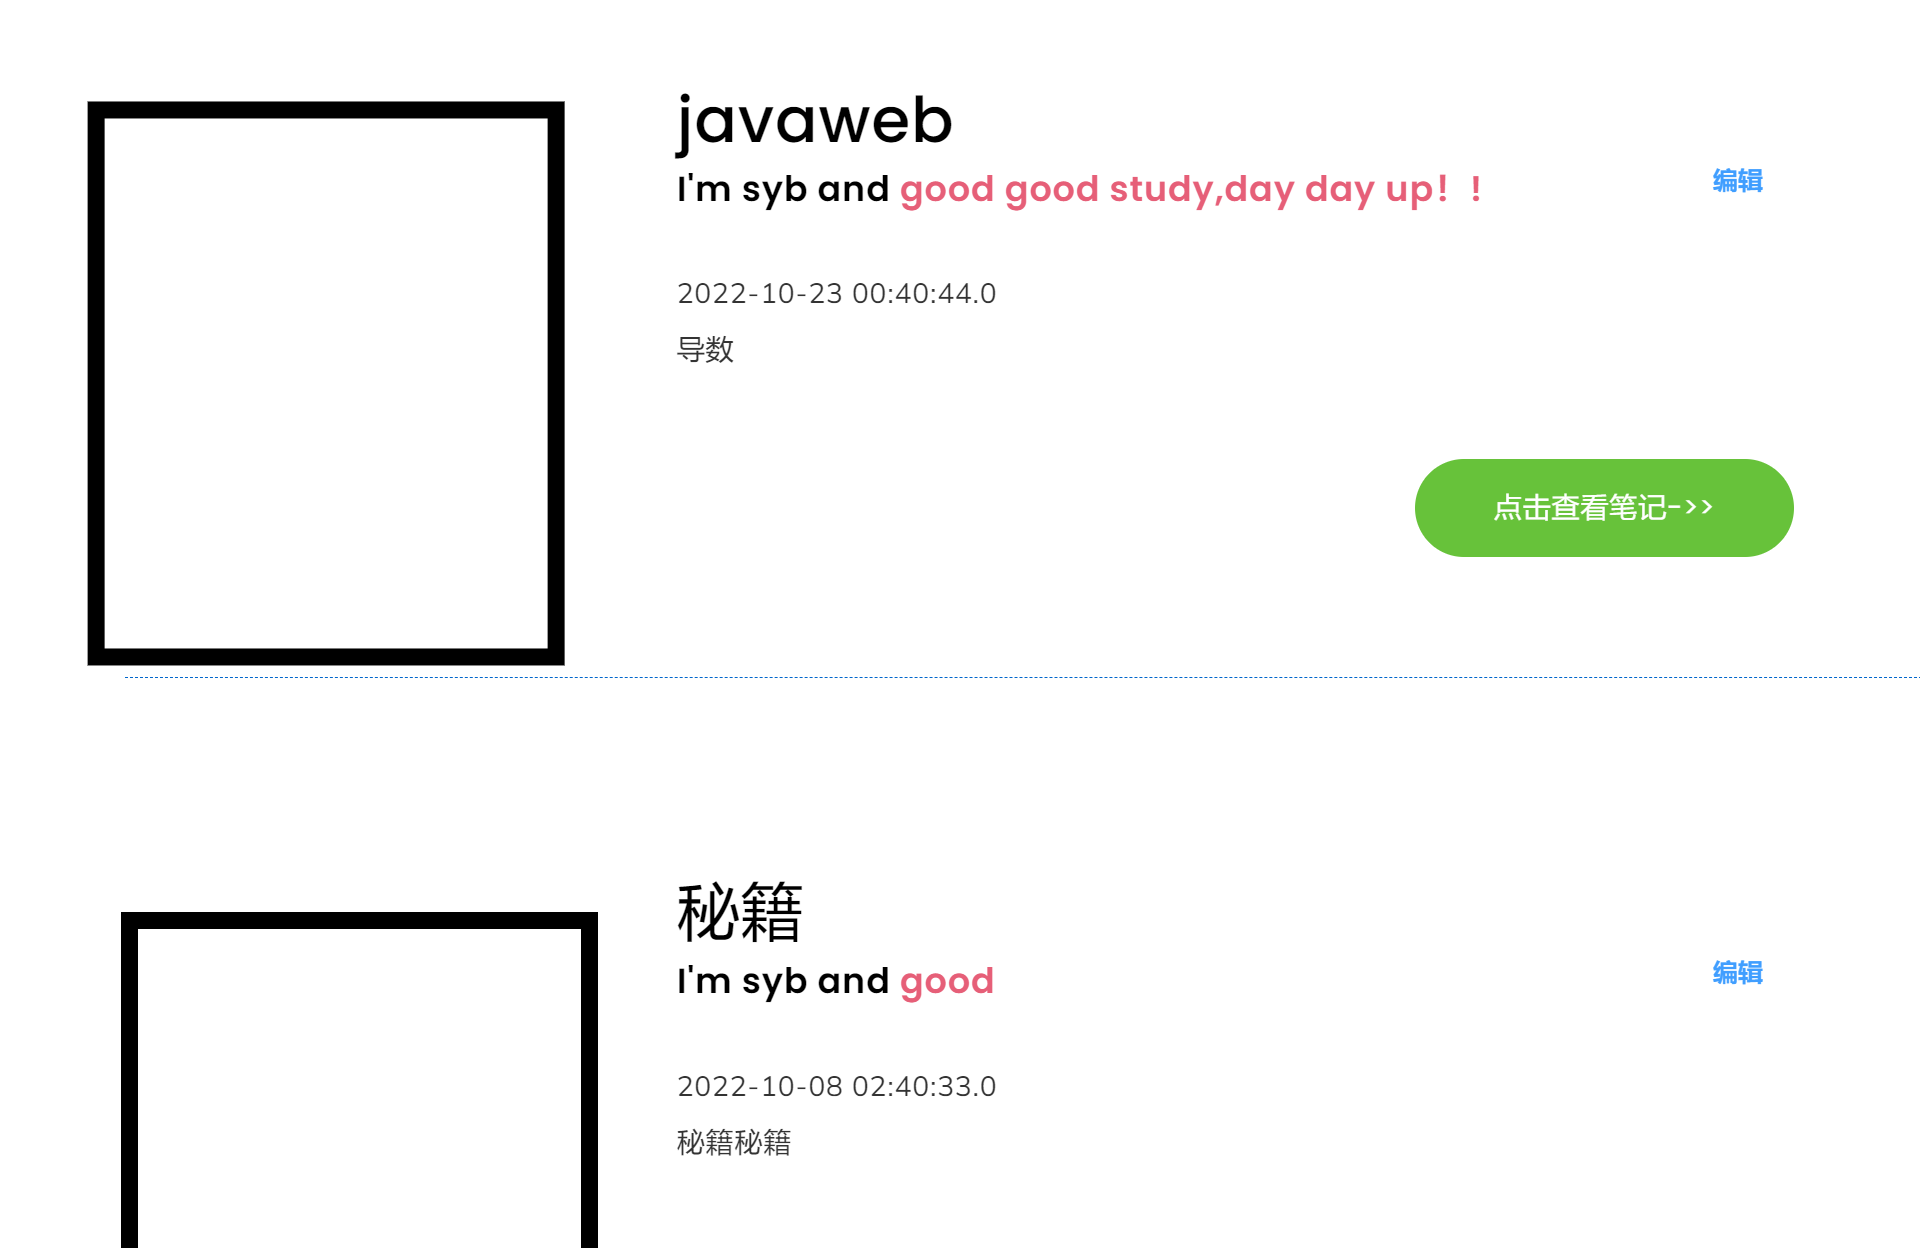 javaweb
I'm syb and good good study,day day up！！
编辑
2022-10-23 00:40:44.0
导数
点击查看笔记->>
秘籍
I'm syb and good
编辑
2022-10-08 02:40:33.0
秘籍秘籍